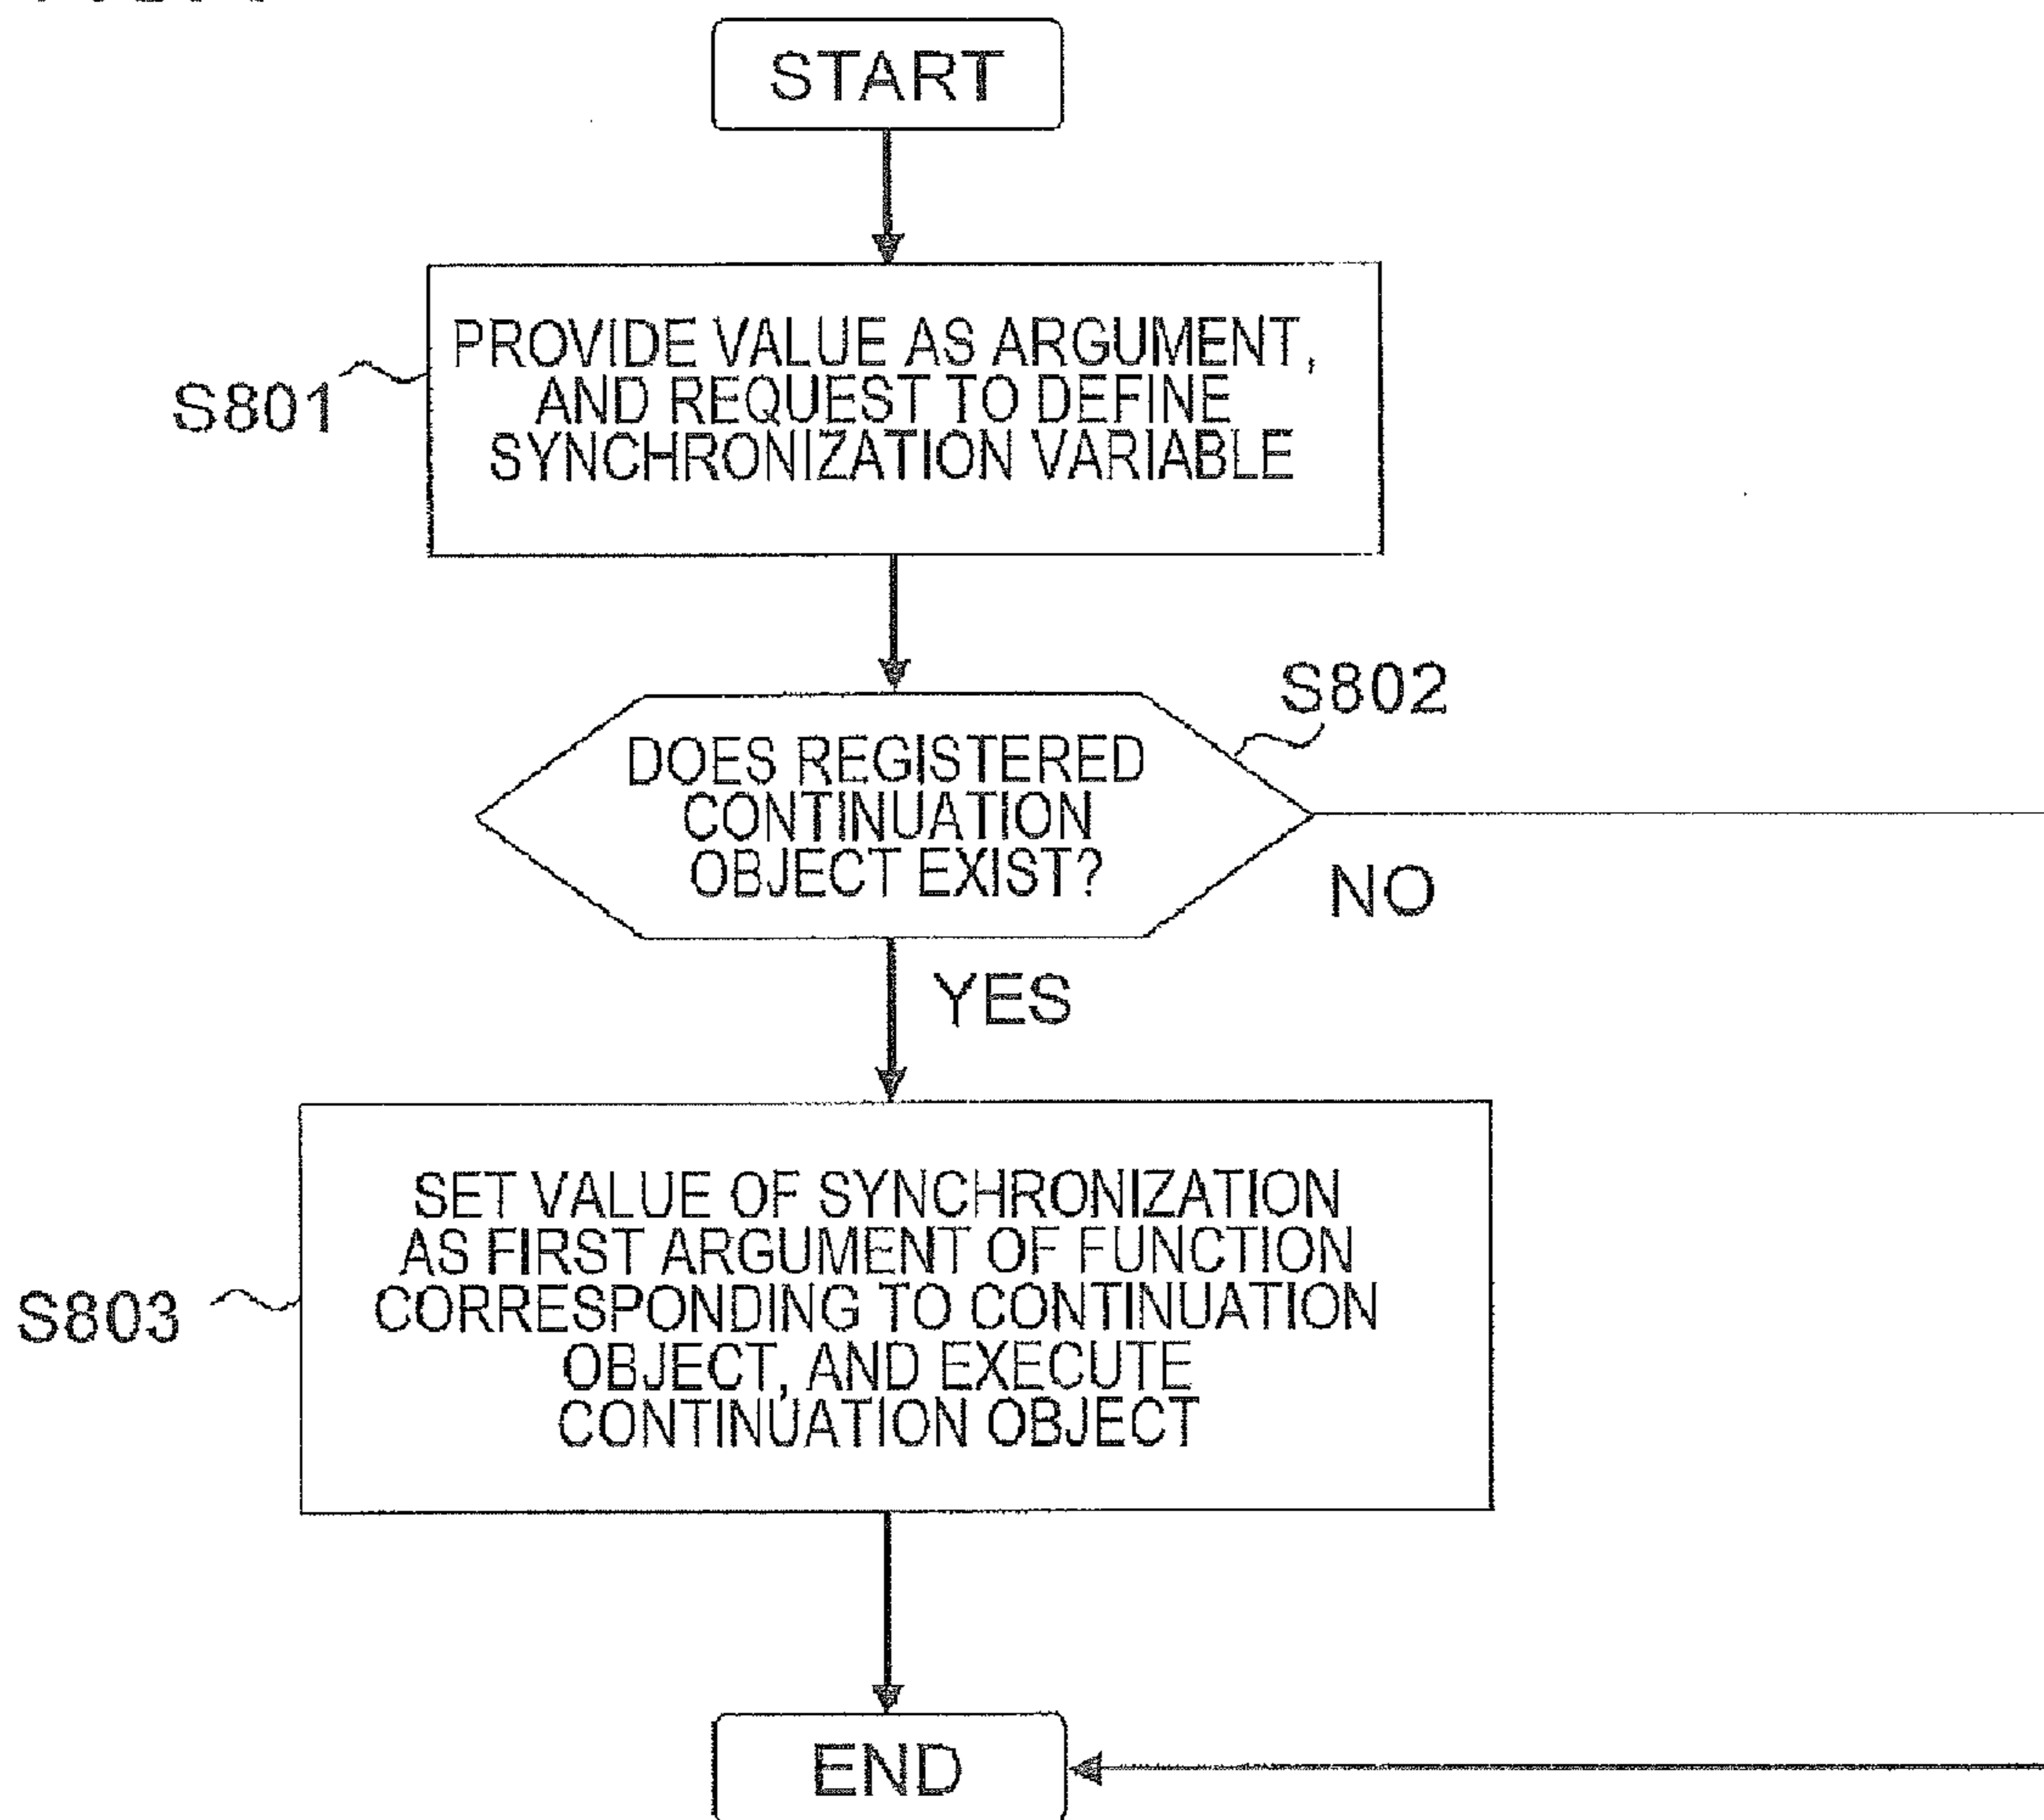 START
PROVIDE VALUE AS ARGUMENT,
AND REQUEST TO DEFINE
SYNCHRONIZATION VARIABLE
S801
S802
DOES REGISTERED
CONTINUATION
OBJECT EXIST?
NO
YES
SET VALUE OF SYNCHRONIZATION
AS FIRST ARGUMENT OF FUNCTION
CORRESPONDING TO CONTINUATION
OBJECT, AND EXECUTE
CONTINUATION OBJECT
S803
END